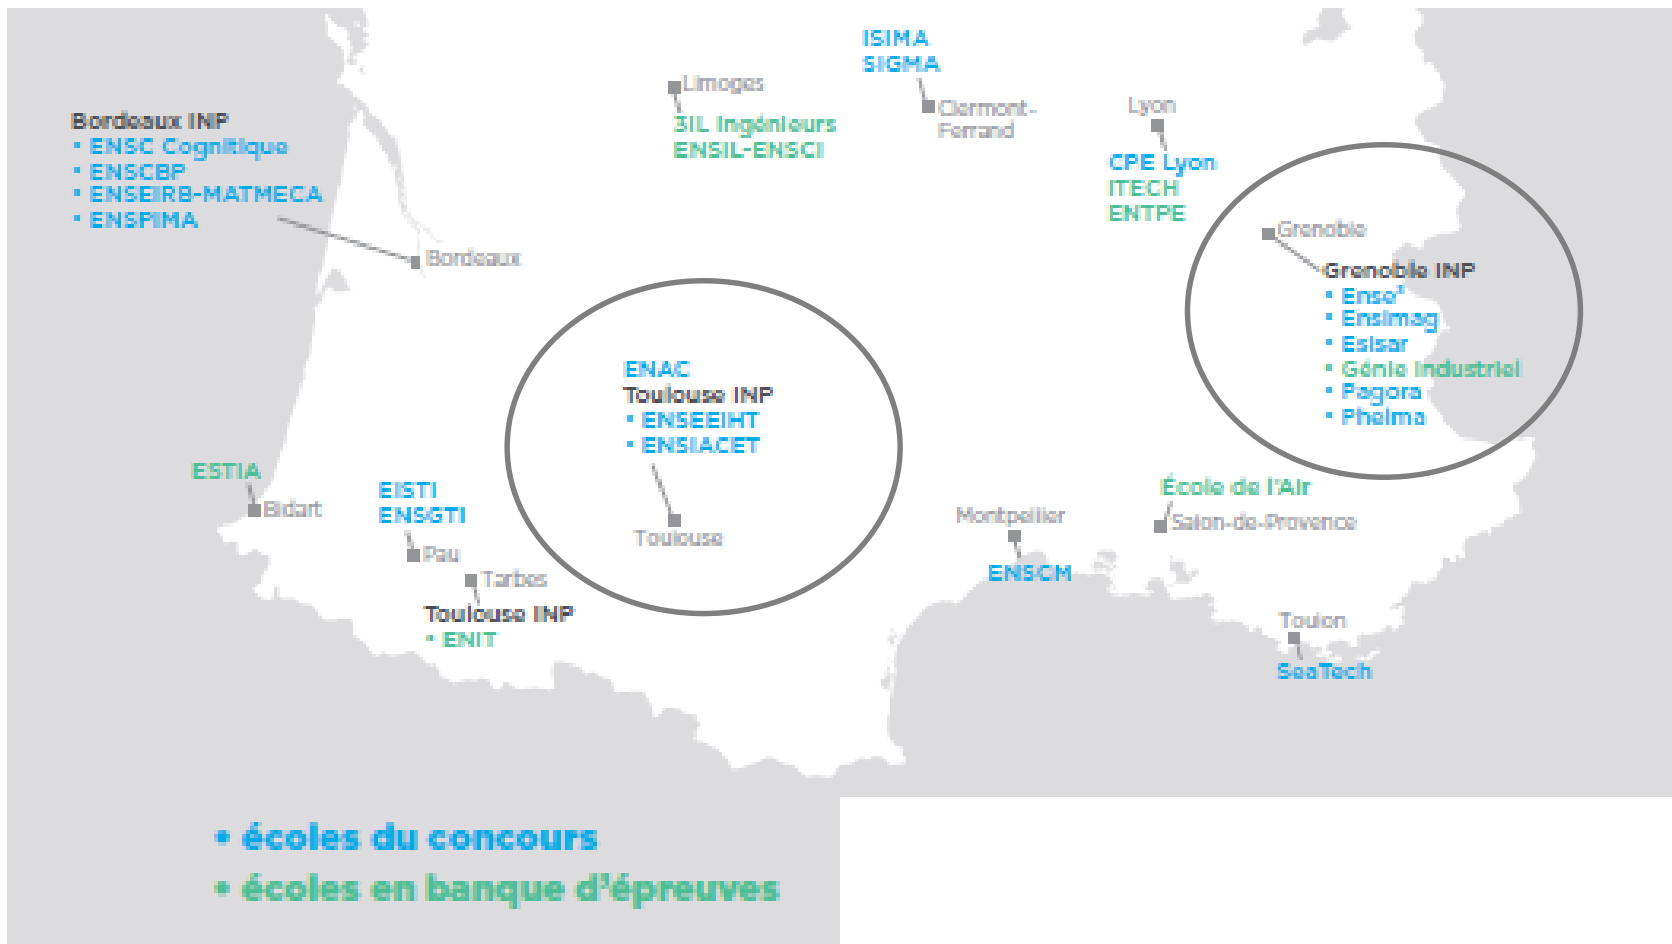 ISIMA
SIGMA
Clermont-
Ferrand
Limoges
3IL Ingénieurs
ENSIL-ENSCI
Lyon
CPE Lyon
ITECH
ENTPE
Bordeaux INP
• ENSC Cognitique
• ENSCBP
• ENSEIRB-MATMECA
• ENSPIMA
Bordeaux
Grenoble
Grenoble INP
• Ense³
• Ensimag
• Esisar
• Génie industriel
• Pagora
• Phelma
ENAC
Toulouse INP
• ENSEEIHT
• ENSIACET
Toulouse
ESTIA
Bidart
EISTI
ENSGTI
Pau
Tarbes
Toulouse INP
• ENIT
Montpellier
ENSCM
École de l'Air
Salon-de-Provence
Toulon
SeaTech
• écoles du concours
• écoles en banque d'épreuves